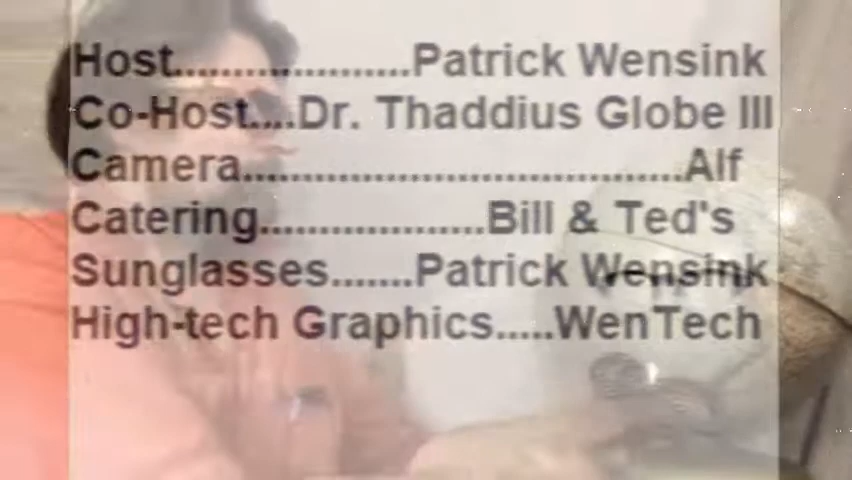 Host....................Patrick Wensink
Co-Host....Dr. Thaddius Globe III
Camera......................................Alf
Catering...................Bill & Ted's
Sunglasses.......Patrick Wensink
High-tech Graphics.....WenTech